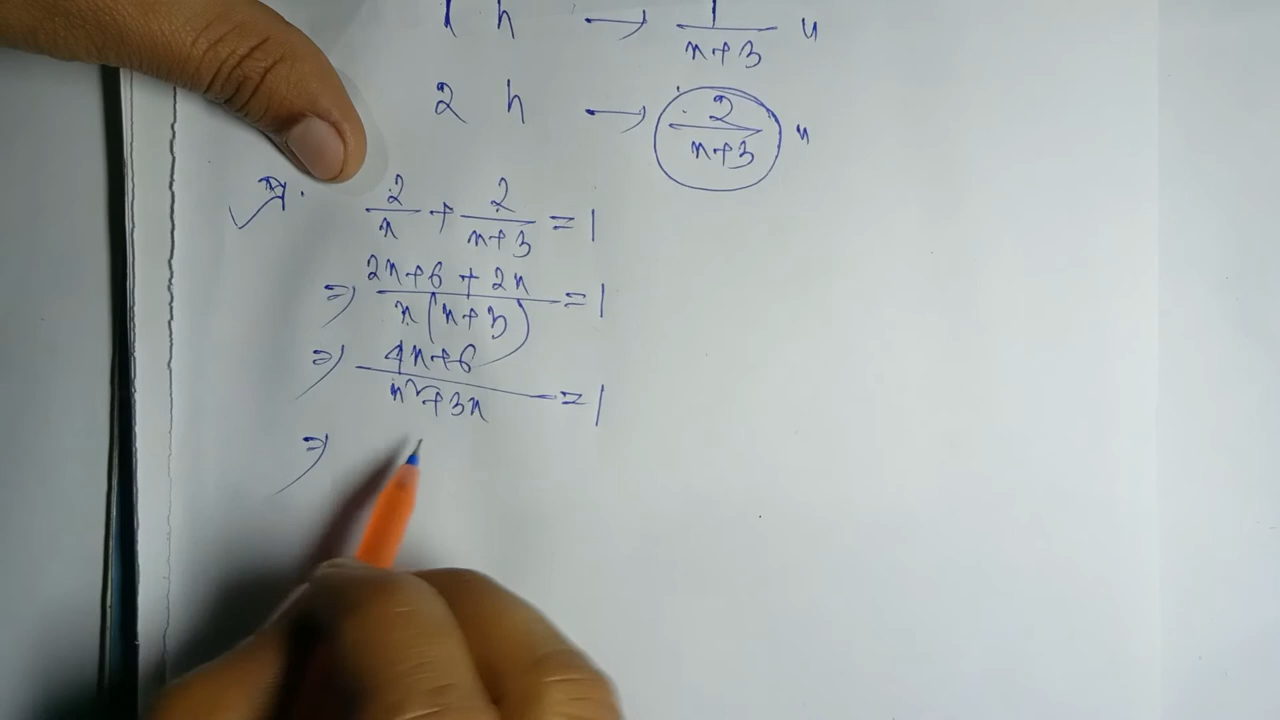 1 h → 1/(x+3) u
2 h → 2/(x+3) u
2/x + 2/(x+3) = 1
⇒ (2x+6+2x)/(x(x+3)) = 1
⇒ (4x+6)/(x²+3x) = 1
⇒